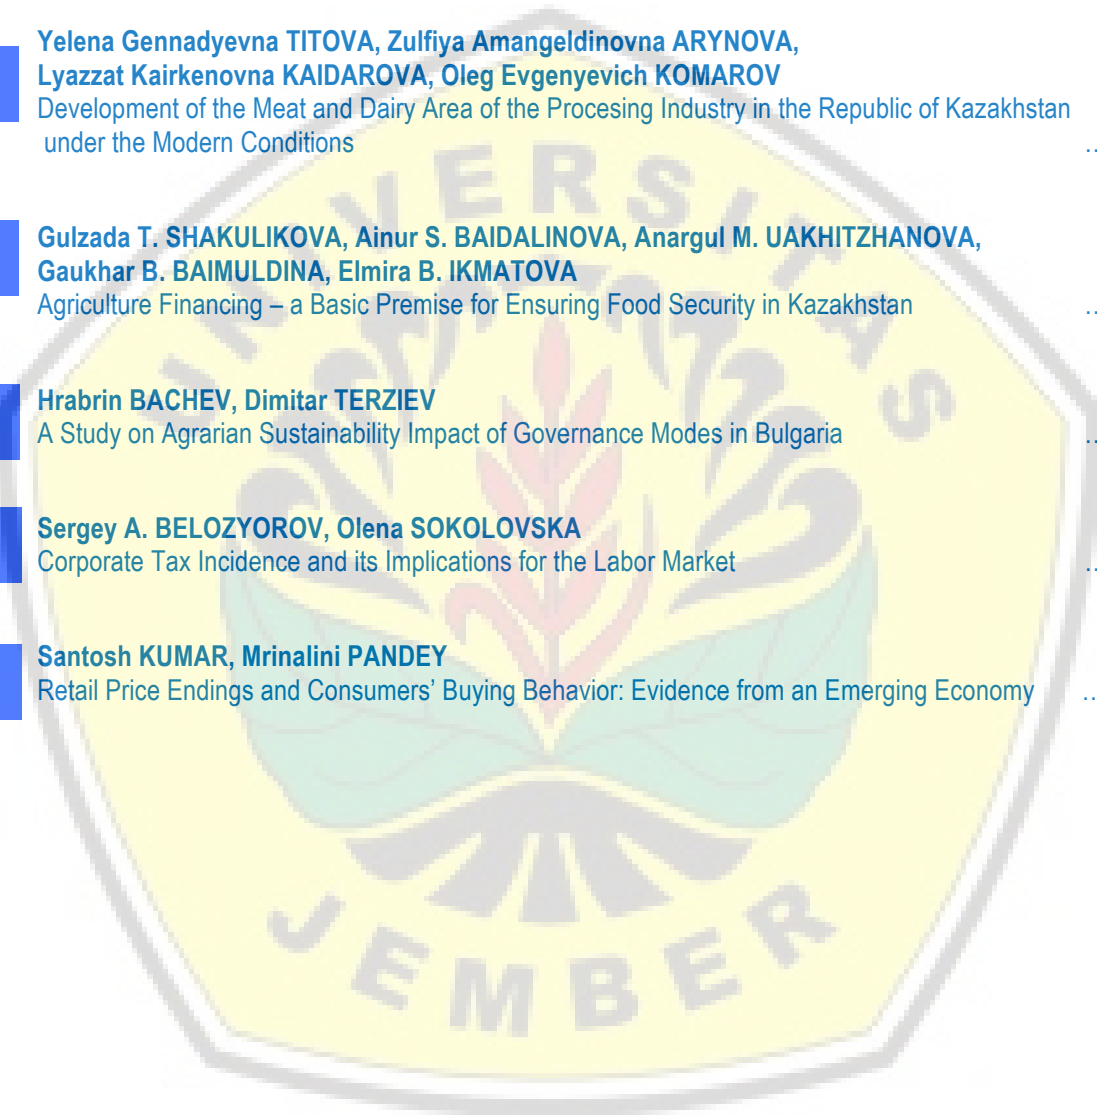 Yelena Gennadyevna TITOVA, Zulfiya Amangeldinovna ARYNOVA,
Lyazzat Kairkenovna KAIDAROVA, Oleg Evgenyevich KOMAROV
Development of the Meat and Dairy Area of the Procesing Industry in the Republic of Kazakhstan
under the Modern Conditions ..
Gulzada T. SHAKULIKOVA, Ainur S. BAIDALINOVA, Anargul M. UAKHITZHANOVA,
Gaukhar B. BAIMULDINA, Elmira B. IKMATOVA
Agriculture Financing – a Basic Premise for Ensuring Food Security in Kazakhstan ..
Hrabrin BACHEV, Dimitar TERZIEV
A Study on Agrarian Sustainability Impact of Governance Modes in Bulgaria ..
Sergey A. BELOZYOROV, Olena SOKOLOVSKA
Corporate Tax Incidence and its Implications for the Labor Market ..
Santosh KUMAR, Mrinalini PANDEY
Retail Price Endings and Consumers’ Buying Behavior: Evidence from an Emerging Economy ..
UNIVERSITAS
JEMBER